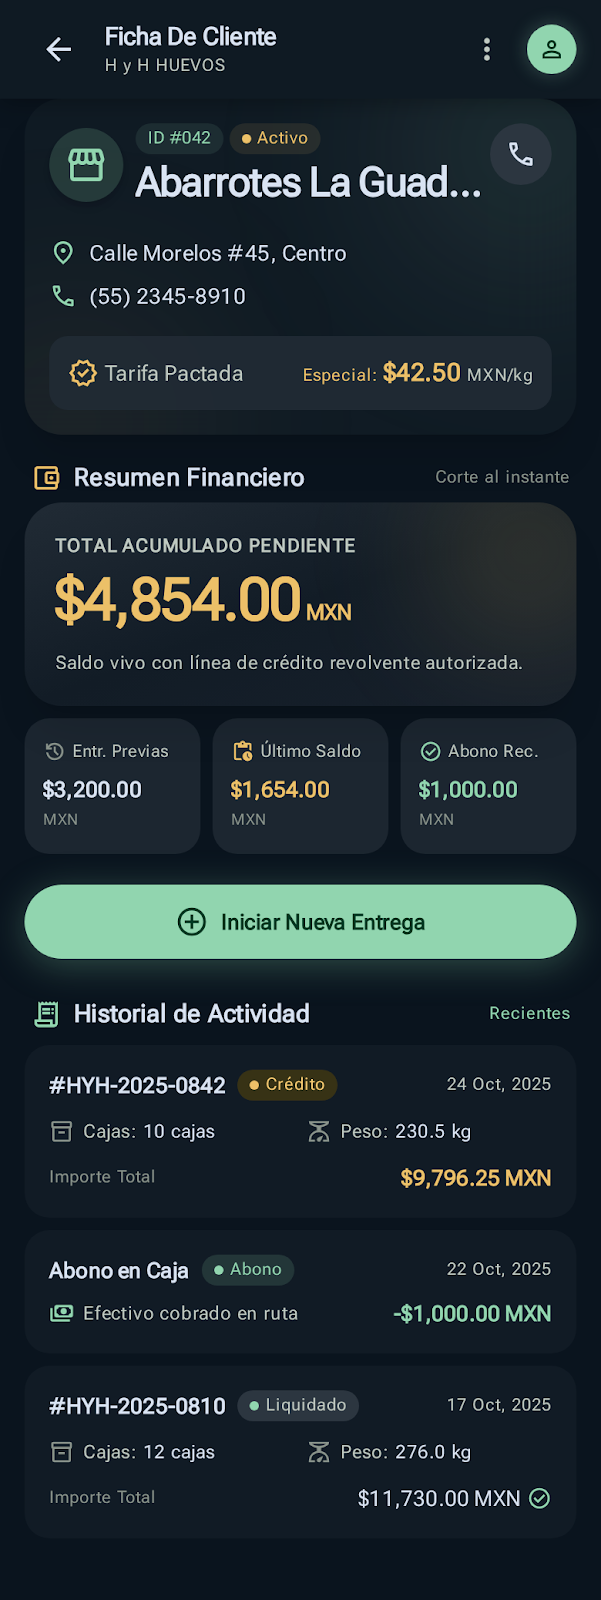 Ficha De Cliente
H y H HUEVOS
ID #042
Activo
Abarrotes La Guad...
Calle Morelos #45, Centro
(55) 2345-8910
Tarifa Pactada
Especial: $42.50 MXN/kg
Resumen Financiero
Corte al instante
TOTAL ACUMULADO PENDIENTE
$4,854.00 MXN
Saldo vivo con línea de crédito revolvente autorizada.
Entr. Previas
$3,200.00
MXN
Último Saldo
$1,654.00
MXN
Abono Rec.
$1,000.00
MXN
Iniciar Nueva Entrega
Historial de Actividad
Recientes
#HYH-2025-0842
Crédito
24 Oct, 2025
Cajas: 10 cajas
Peso: 230.5 kg
Importe Total
$9,796.25 MXN
Abono en Caja
Abono
22 Oct, 2025
Efectivo cobrado en ruta
-$1,000.00 MXN
#HYH-2025-0810
Liquidado
17 Oct, 2025
Cajas: 12 cajas
Peso: 276.0 kg
Importe Total
$11,730.00 MXN